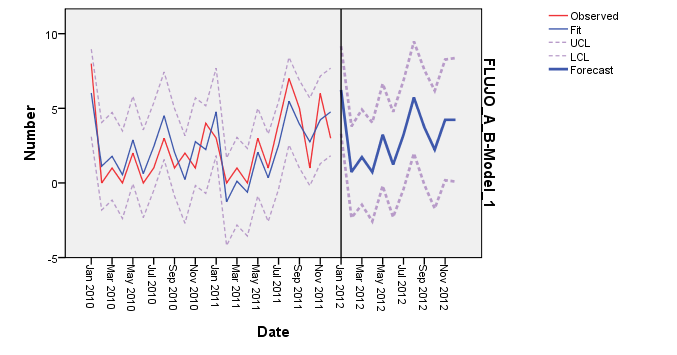 Observed
Fit
UCL
LCL
Forecast
10
5
0
-5
Number
FLUJO_A_B-Model_1
Jan 2010
Mar 2010
May 2010
Jul 2010
Sep 2010
Nov 2010
Jan 2011
Mar 2011
May 2011
Jul 2011
Sep 2011
Nov 2011
Jan 2012
Mar 2012
May 2012
Jul 2012
Sep 2012
Nov 2012
Date